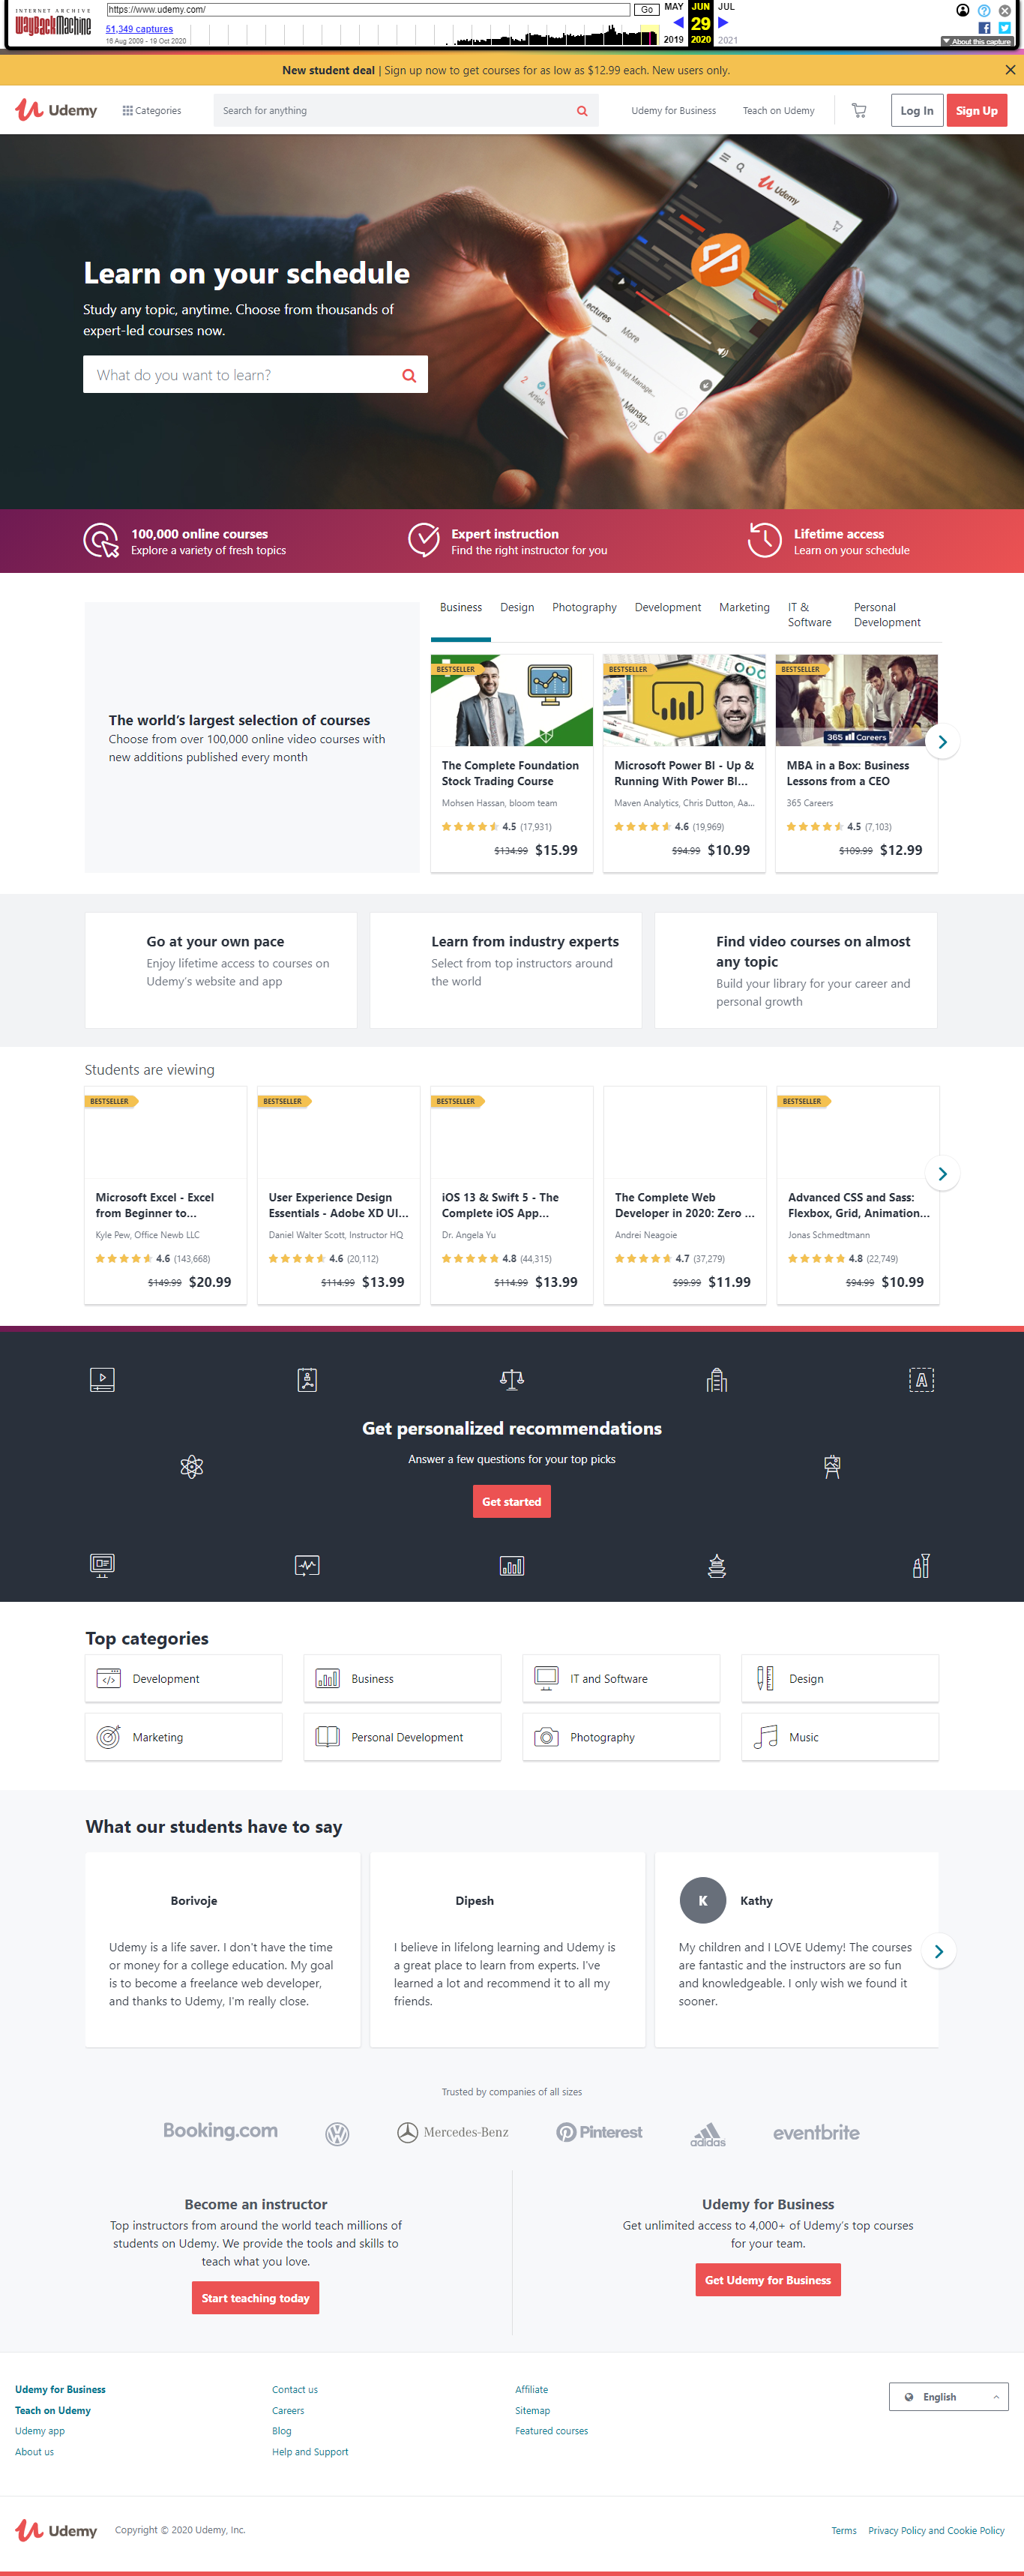 INTERNET ARCHIVE
WayBackMachine
https://www.udemy.com/
Go
MAY
JUN
JUL
51,349 captures
29
16 Aug 2009 - 19 Oct 2020
2019
2020
2021
About this capture
New student deal | Sign up now to get courses for as low as $12.99 each. New users only.
Udemy
Categories
Search for anything
Udemy for Business
Teach on Udemy
Log In
Sign Up
Udemy
Lectures
More
Learn on your schedule
Study any topic, anytime. Choose from thousands of
expert-led courses now.
What do you want to learn?
100,000 online courses
Explore a variety of fresh topics
Expert instruction
Find the right instructor for you
Lifetime access
Learn on your schedule
Business
Design
Photography
Development
Marketing
IT &
Software
Personal
Development
The world's largest selection of courses
Choose from over 100,000 online video courses with
new additions published every month
BESTSELLER
The Complete Foundation
Stock Trading Course
Mohsen Hassan, bloom team
4.5 (17,931)
$134.99 $15.99
BESTSELLER
Microsoft Power BI - Up &
Running With Power BI...
Maven Analytics, Chris Dutton, Aa...
4.6 (19,969)
$94.99 $10.99
BESTSELLER
365 Careers
MBA in a Box: Business
Lessons from a CEO
365 Careers
4.5 (7,103)
$109.99 $12.99
Go at your own pace
Enjoy lifetime access to courses on
Udemy's website and app
Learn from industry experts
Select from top instructors around
the world
Find video courses on almost
any topic
Build your library for your career and
personal growth
Students are viewing
BESTSELLER
Microsoft Excel - Excel
from Beginner to...
Kyle Pew, Office Newb LLC
4.6 (143,668)
$149.99 $20.99
BESTSELLER
User Experience Design
Essentials - Adobe XD UI...
Daniel Walter Scott, Instructor HQ
4.6 (20,112)
$114.99 $13.99
BESTSELLER
iOS 13 & Swift 5 - The
Complete iOS App...
Dr. Angela Yu
4.8 (44,315)
$114.99 $13.99
The Complete Web
Developer in 2020: Zero ...
Andrei Neagoie
4.7 (37,279)
$99.99 $11.99
BESTSELLER
Advanced CSS and Sass:
Flexbox, Grid, Animation...
Jonas Schmedtmann
4.8 (22,749)
$94.99 $10.99
Get personalized recommendations
Answer a few questions for your top picks
Get started
Top categories
Development
Business
IT and Software
Design
Marketing
Personal Development
Photography
Music
What our students have to say
Borivoje
Udemy is a life saver. I don't have the time
or money for a college education. My goal
is to become a freelance web developer,
and thanks to Udemy, I'm really close.
Dipesh
I believe in lifelong learning and Udemy is
a great place to learn from experts. I've
learned a lot and recommend it to all my
friends.
K
Kathy
My children and I LOVE Udemy! The courses
are fantastic and the instructors are so fun
and knowledgeable. I only wish we found it
sooner.
Trusted by companies of all sizes
Booking.com
Mercedes-Benz
Pinterest
adidas
eventbrite
Become an instructor
Top instructors from around the world teach millions of
students on Udemy. We provide the tools and skills to
teach what you love.
Start teaching today
Udemy for Business
Get unlimited access to 4,000+ of Udemy's top courses
for your team.
Get Udemy for Business
Udemy for Business
Teach on Udemy
Udemy app
About us
Contact us
Careers
Blog
Help and Support
Affiliate
Sitemap
Featured courses
English
Udemy
Copyright © 2020 Udemy, Inc.
Terms
Privacy Policy and Cookie Policy